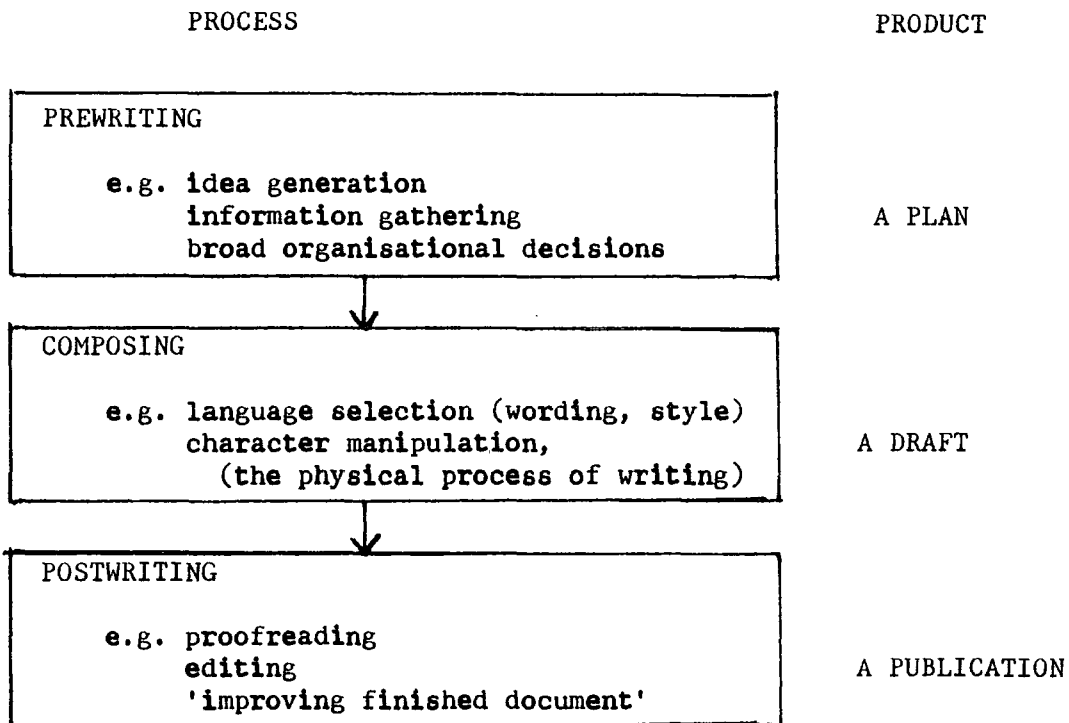 PROCESS PRODUCT
PREWRITING
e.g. idea generation
information gathering
broad organisational decisions
A PLAN
COMPOSING
e.g. language selection (wording, style)
character manipulation,
(the physical process of writing)
A DRAFT
POSTWRITING
e.g. proofreading
editing
'improving finished document'
A PUBLICATION